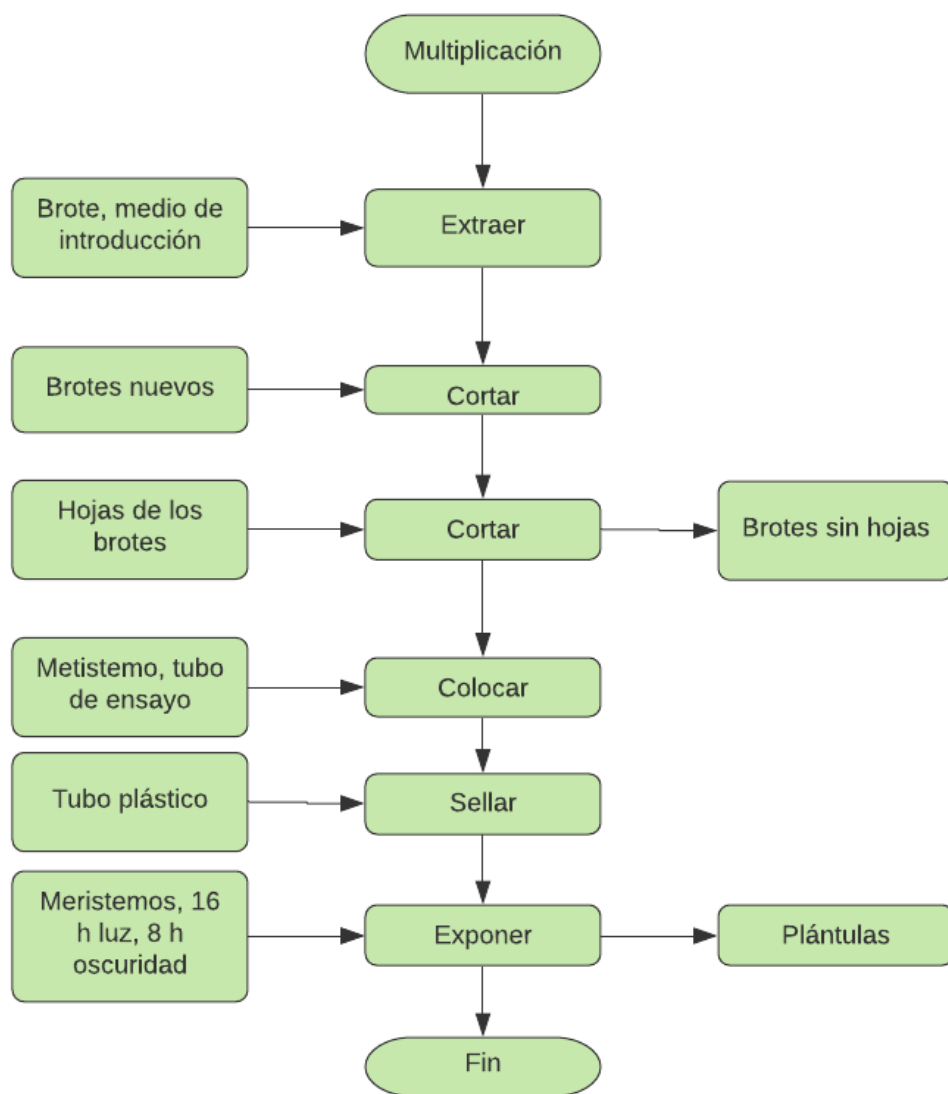 Multiplicación
Brote, medio de
introducción
Extraer
Brotes nuevos
Cortar
Hojas de los
brotes
Cortar
Brotes sin hojas
Metistemo, tubo
de ensayo
Colocar
Tubo plástico
Sellar
Meristemos, 16
h luz, 8 h
oscuridad
Exponer
Plántulas
Fin